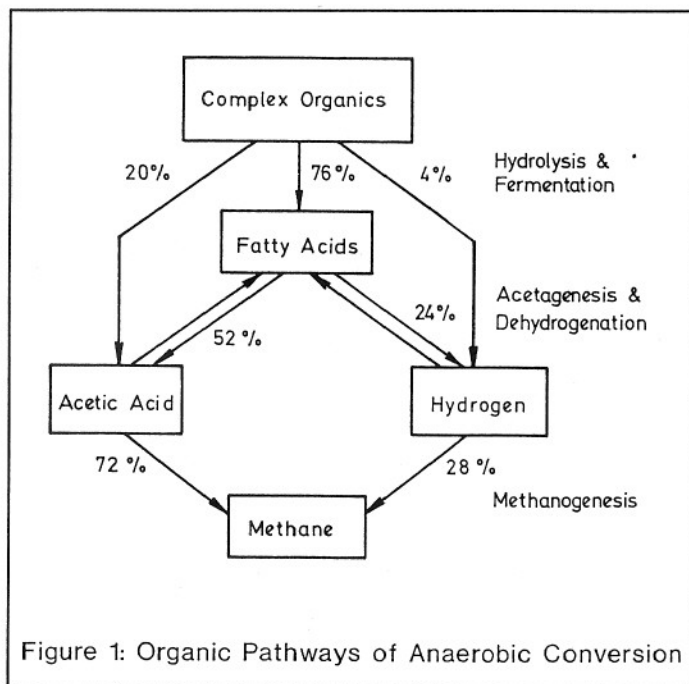 Complex Organics
20%
76%
4%
Hydrolysis &
Fermentation
Fatty Acids
Acetagenesis &
Dehydrogenation
24%
52%
Acetic Acid
Hydrogen
72%
28%
Methanogenesis
Methane
Figure 1: Organic Pathways of Anaerobic Conversion